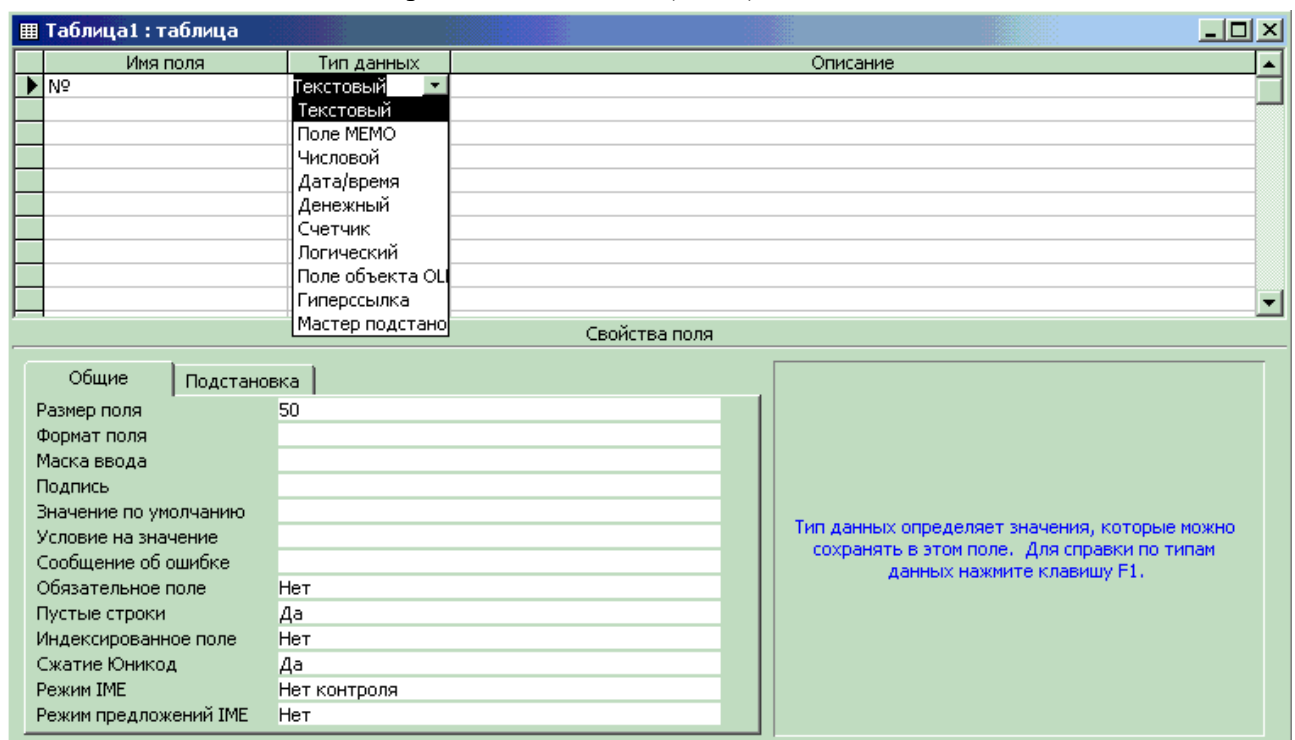 Таблица1 : таблица
Имя поля Тип данных Описание
№ Текстовый
Текстовый
Поле МЕМО
Числовой
Дата/время
Денежный
Счетчик
Логический
Поле объекта OLE
Гиперссылка
Мастер подстано
Свойства поля
Общие Подстановка
Размер поля 50
Формат поля
Маска ввода
Подпись
Значение по умолчанию
Условие на значение
Сообщение об ошибке
Обязательное поле Нет
Пустые строки Да
Индексированное поле Нет
Сжатие Юникод Да
Режим IME Нет контроля
Режим предложений IME Нет
Тип данных определяет значения, которые можно
сохранять в этом поле. Для справки по типам
данных нажмите клавишу F1.